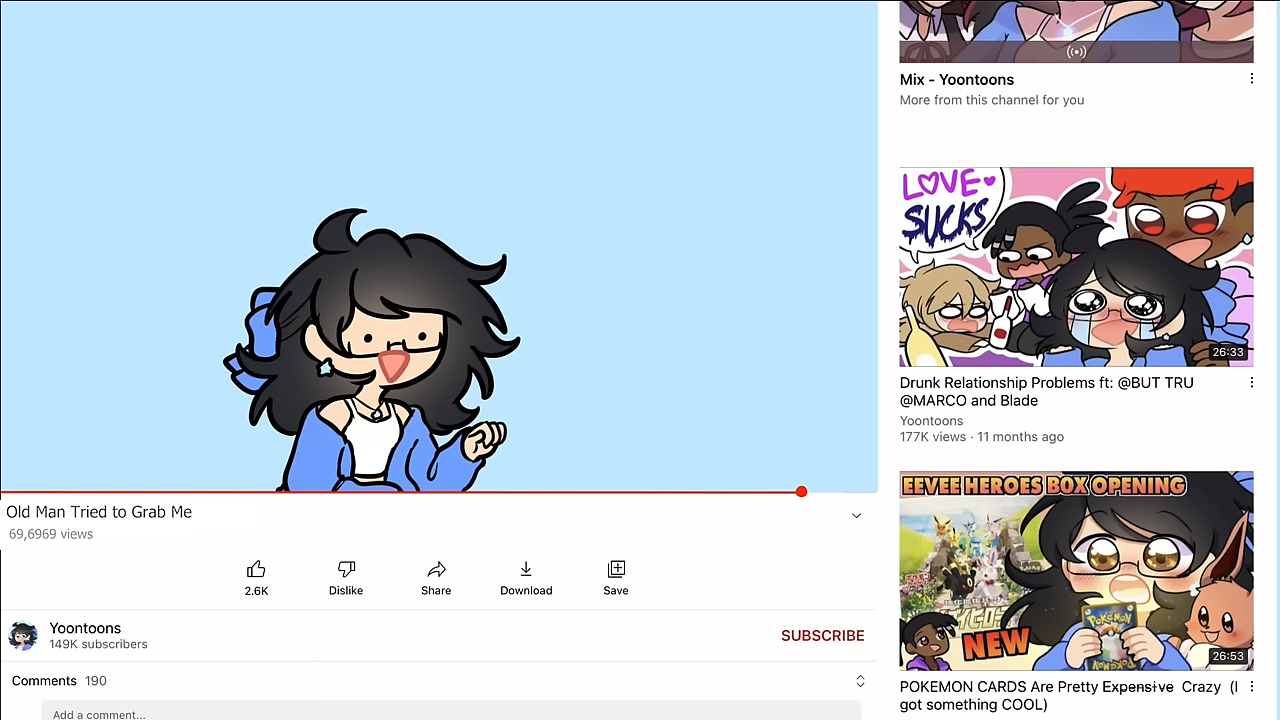 Mix - Yoontoons
More from this channel for you
LOVE
SUCKS
26:33
Drunk Relationship Problems ft: @BUT TRU
@MARCO and Blade
Yoontoons
177K views · 11 months ago
EEVEE HEROES BOX OPENING
Pokémon
NEW
26:53
POKEMON CARDS Are Pretty Expensive Crazy (I
got something COOL)
Old Man Tried to Grab Me
69,6969 views
2.6K
Dislike
Share
Download
Save
Yoontoons
149K subscribers
SUBSCRIBE
Comments 190
Add a comment...